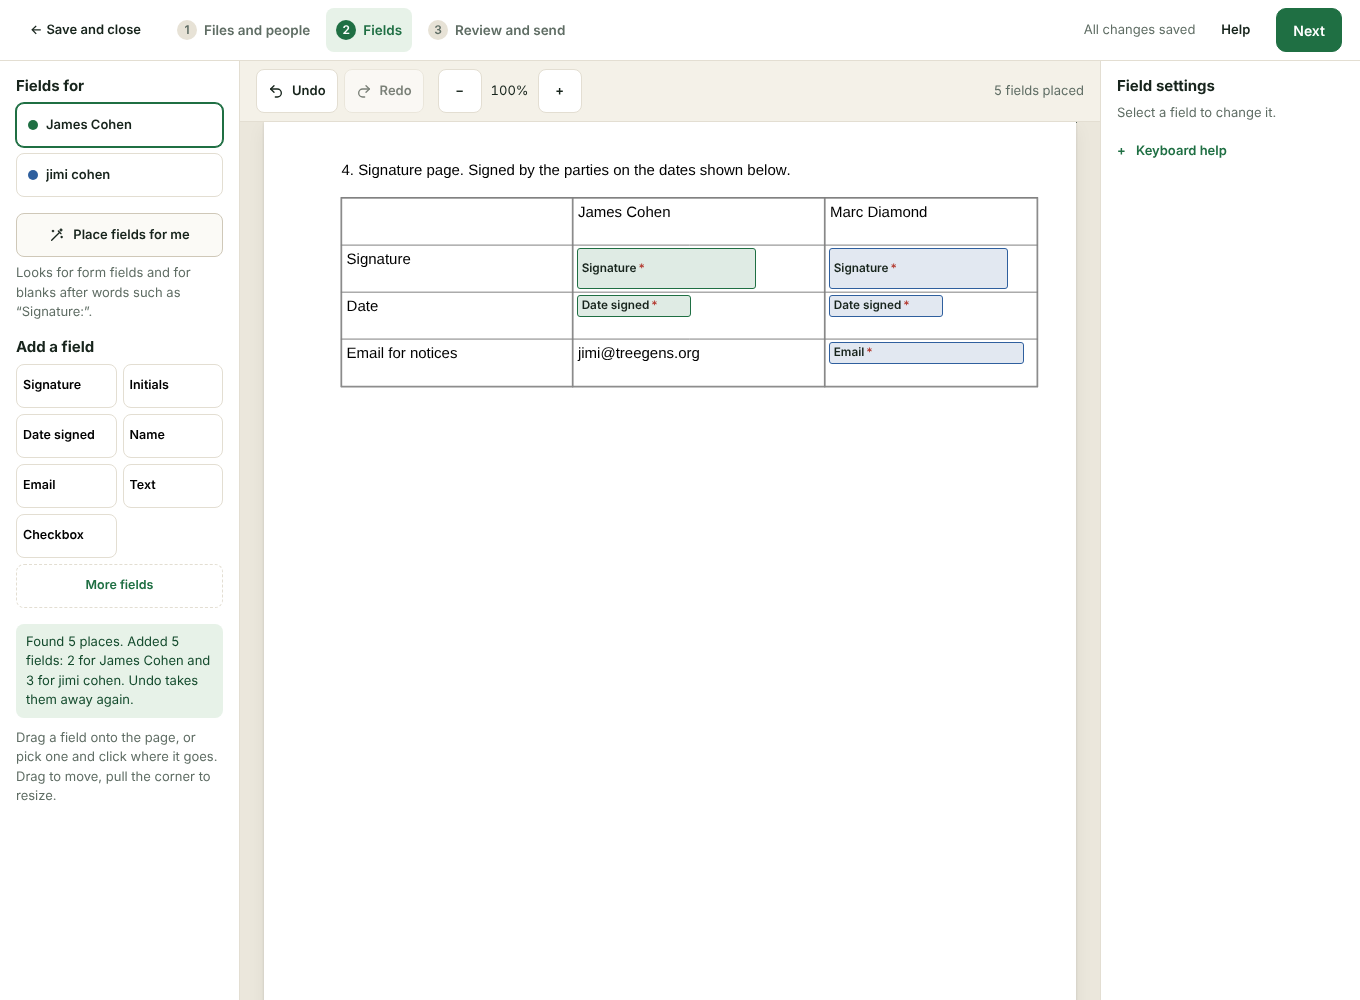 ← Save and close
1 Files and people
2 Fields
3 Review and send
All changes saved
Help
Next
Fields for
James Cohen
jimi cohen
Place fields for me
Looks for form fields and for
blanks after words such as
“Signature:”.
Add a field
Signature
Initials
Date signed
Name
Email
Text
Checkbox
More fields
Found 5 places. Added 5
fields: 2 for James Cohen and
3 for jimi cohen. Undo takes
them away again.
Drag a field onto the page, or
pick one and click where it goes.
Drag to move, pull the corner to
resize.
Undo
Redo
−
100%
+
5 fields placed
4. Signature page. Signed by the parties on the dates shown below.
James Cohen
Marc Diamond
Signature
Signature *
Signature *
Date
Date signed *
Date signed *
Email for notices
jimi@treegens.org
Email *
Field settings
Select a field to change it.
+ Keyboard help